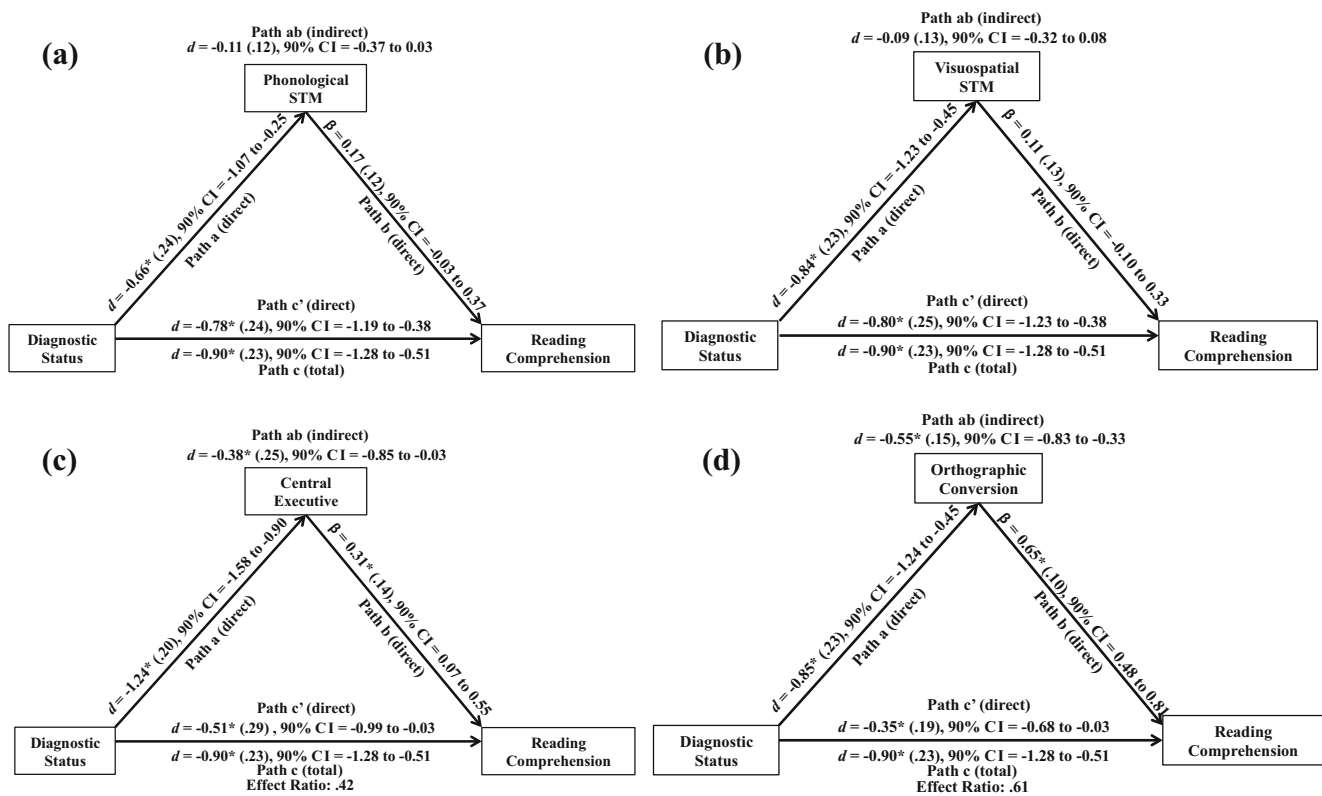 (a)
Path ab (indirect)
d = -0.11 (.12), 90% CI = -0.37 to 0.03
Phonological
STM
d = -0.66* (.24), 90% CI = -1.07 to -0.25
Path a (direct)
β = 0.17 (.12), 90% CI = -0.03 to 0.37
Path b (direct)
Path c’ (direct)
d = -0.78* (.24), 90% CI = -1.19 to -0.38
Diagnostic
Status
Reading
Comprehension
d = -0.90* (.23), 90% CI = -1.28 to -0.51
Path c (total)
(b)
Path ab (indirect)
d = -0.09 (.13), 90% CI = -0.32 to 0.08
Visuospatial
STM
d = -0.84* (.23), 90% CI = -1.23 to -0.45
Path a (direct)
β = 0.11 (.13), 90% CI = -0.10 to 0.33
Path b (direct)
Path c’ (direct)
d = -0.80* (.25), 90% CI = -1.23 to -0.38
Diagnostic
Status
Reading
Comprehension
d = -0.90* (.23), 90% CI = -1.28 to -0.51
Path c (total)
(c)
Path ab (indirect)
d = -0.38* (.25), 90% CI = -0.85 to -0.03
Central
Executive
d = -1.24* (.20), 90% CI = -1.58 to -0.90
Path a (direct)
β = 0.31* (.14), 90% CI = 0.07 to 0.55
Path b (direct)
Path c’ (direct)
d = -0.51* (.29) , 90% CI = -0.99 to -0.03
Diagnostic
Status
Reading
Comprehension
d = -0.90* (.23), 90% CI = -1.28 to -0.51
Path c (total)
Effect Ratio: .42
(d)
Path ab (indirect)
d = -0.55* (.15), 90% CI = -0.83 to -0.33
Orthographic
Conversion
d = -0.85* (.23), 90% CI = -1.24 to -0.45
Path a (direct)
β = 0.65* (.10), 90% CI = 0.48 to 0.81
Path b (direct)
Path c’ (direct)
d = -0.35* (.19), 90% CI = -0.68 to -0.03
Diagnostic
Status
Reading
Comprehension
d = -0.90* (.23), 90% CI = -1.28 to -0.51
Path c (total)
Effect Ratio: .61